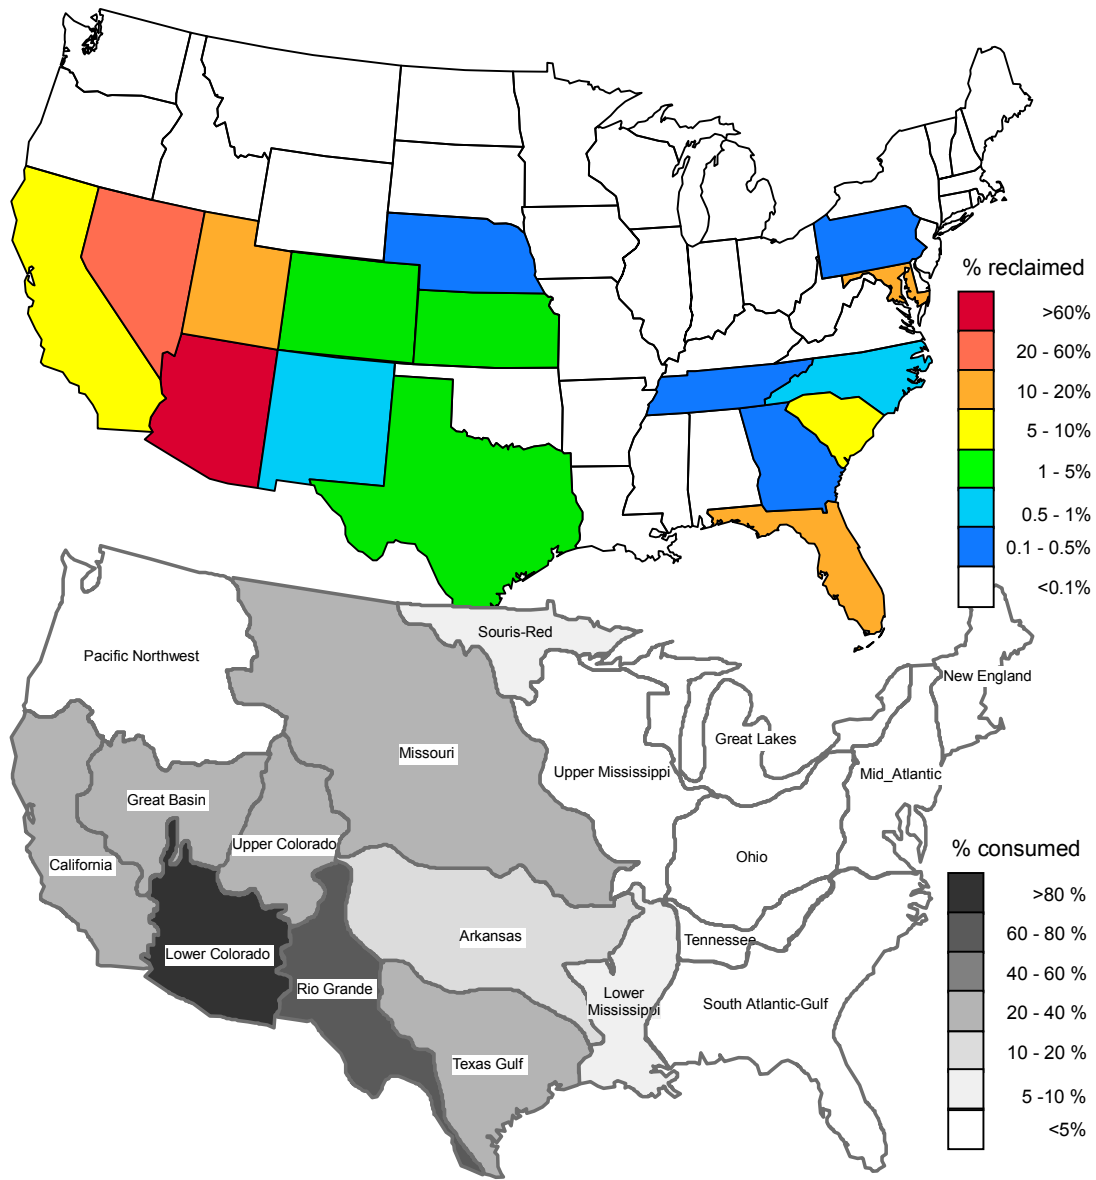 % reclaimed
>60%
20 - 60%
10 - 20%
5 - 10%
1 - 5%
0.5 - 1%
0.1 - 0.5%
<0.1%
Souris-Red
Pacific Northwest
New England
Missouri
Great Lakes
Upper Mississippi
Mid_Atlantic
Great Basin
Upper Colorado
California
Ohio
% consumed
>80 %
60 - 80 %
40 - 60 %
20 - 40 %
10 - 20 %
5 -10 %
<5%
Arkansas
Tennessee
Lower Colorado
Rio Grande
Lower
Mississippi
South Atlantic-Gulf
Texas Gulf